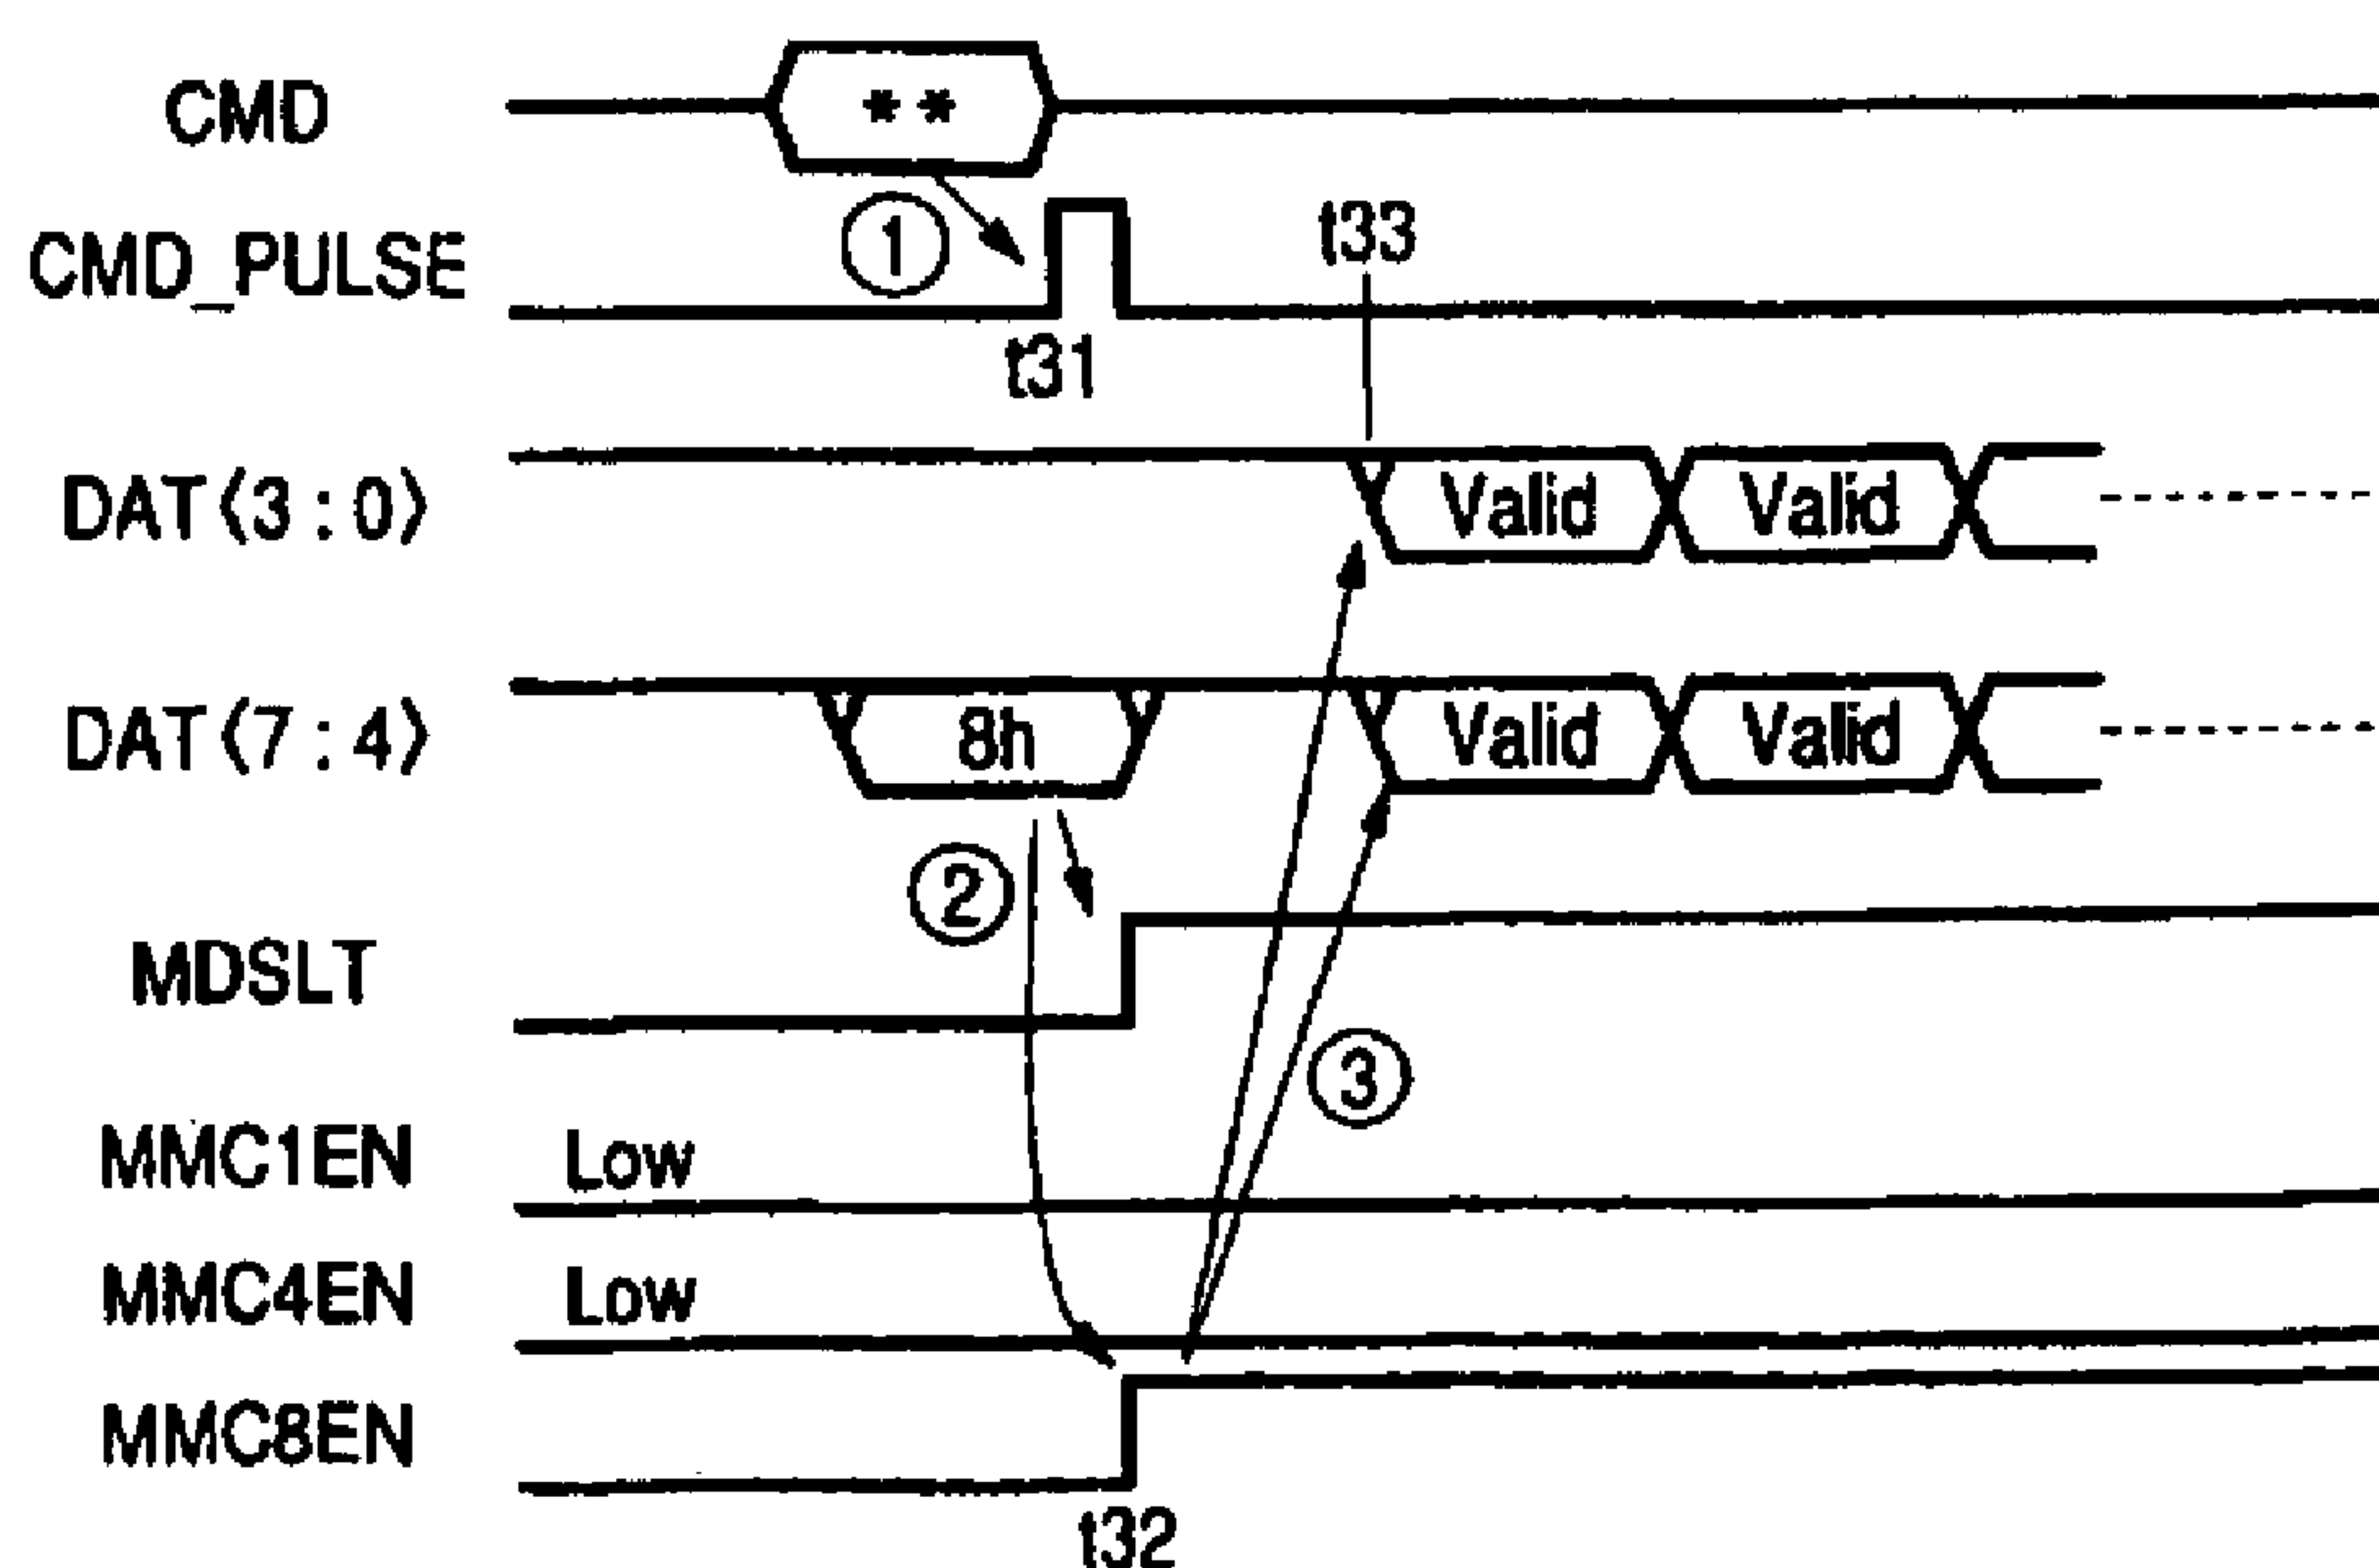 CMD
**
CMD_PULSE
①
t31
t33
DAT⟨3:0⟩
Valid Valid
DAT⟨7:4⟩
8h Valid Valid
②
MDSLT
③
MMC1EN Low
MMC4EN Low
MMC8EN
t32